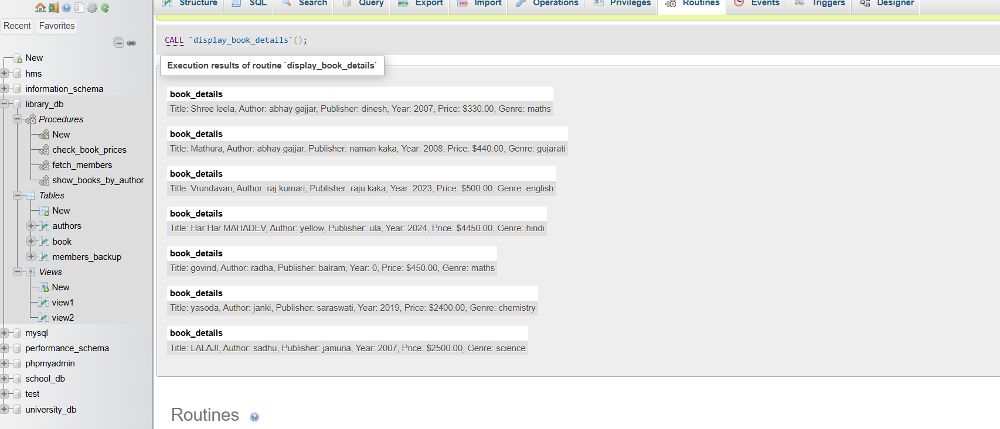 Structure SQL Search Query Export Import Operations Privileges Routines Events Triggers Designer
Recent Favorites
New
hms
information_schema
library_db
Procedures
New
check_book_prices
fetch_members
show_books_by_author
Tables
New
authors
book
members_backup
Views
New
view1
view2
mysql
performance_schema
phpmyadmin
school_db
test
university_db
CALL `display_book_details`();
Execution results of routine `display_book_details`
book_details
Title: Shree leela, Author: abhay gajjar, Publisher: dinesh, Year: 2007, Price: $330.00, Genre: maths
book_details
Title: Mathura, Author: abhay gajjar, Publisher: naman kaka, Year: 2008, Price: $440.00, Genre: gujarati
book_details
Title: Vrundavan, Author: raj kumari, Publisher: raju kaka, Year: 2023, Price: $500.00, Genre: english
book_details
Title: Har Har MAHADEV, Author: yellow, Publisher: ula, Year: 2024, Price: $4450.00, Genre: hindi
book_details
Title: govind, Author: radha, Publisher: balram, Year: 0, Price: $450.00, Genre: maths
book_details
Title: yasoda, Author: janki, Publisher: saraswati, Year: 2019, Price: $2400.00, Genre: chemistry
book_details
Title: LALAJI, Author: sadhu, Publisher: jamuna, Year: 2007, Price: $2500.00, Genre: science
Routines